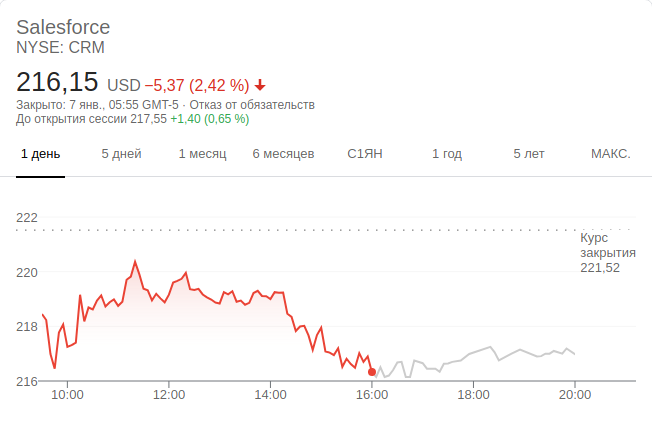 Salesforce
NYSE: CRM
216,15 USD −5,37 (2,42 %)
Закрыто: 7 янв., 05:55 GMT-5 · Отказ от обязательств
До открытия сессии 217,55 +1,40 (0,65 %)
1 день 5 дней 1 месяц 6 месяцев С1ЯН 1 год 5 лет МАКС.
222
Курс
закрытия
221,52
220
218
216
10:00 12:00 14:00 16:00 18:00 20:00